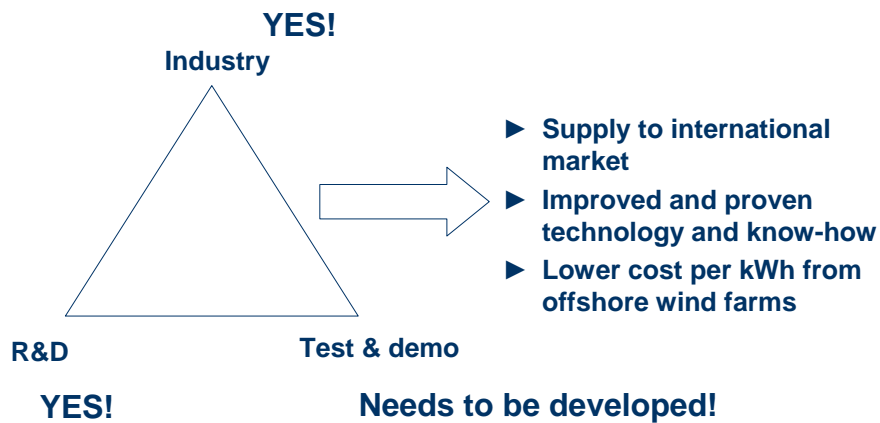 YES!
Industry
► Supply to international
market
► Improved and proven
technology and know-how
► Lower cost per kWh from
offshore wind farms
R&D
Test & demo
YES!
Needs to be developed!